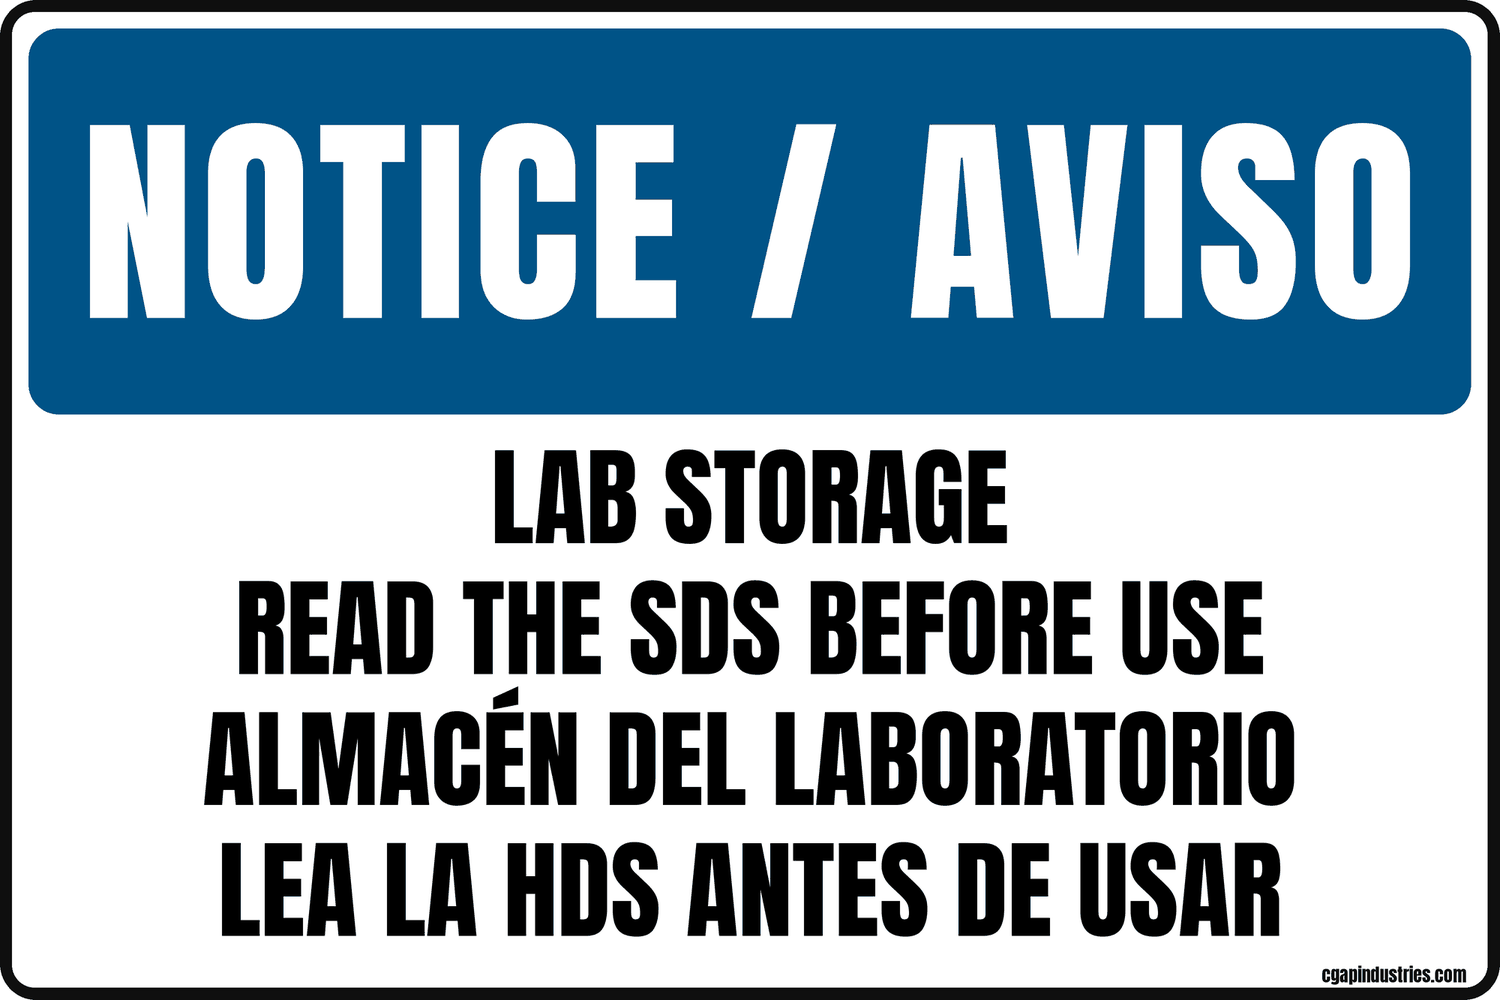 NOTICE / AVISO
LAB STORAGE
READ THE SDS BEFORE USE
ALMACÉN DEL LABORATORIO
LEA LA HDS ANTES DE USAR
cgapindustries.com